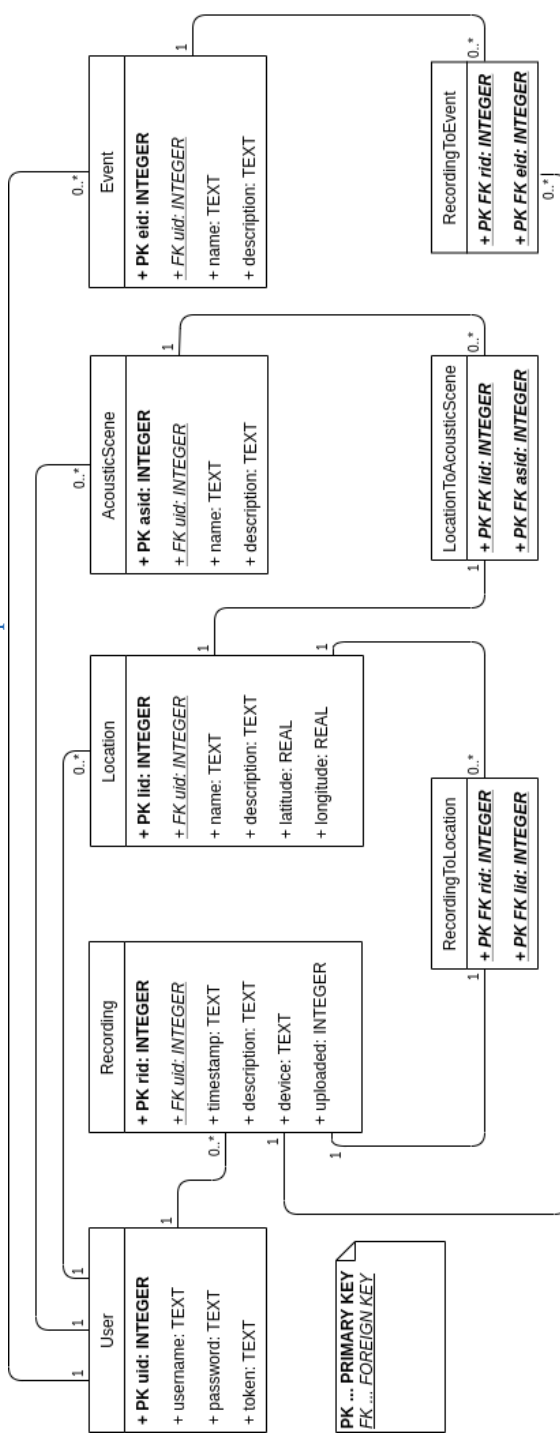 User
+ PK uid: INTEGER
+ username: TEXT
+ password: TEXT
+ token: TEXT
PK ... PRIMARY KEY
FK ... FOREIGN KEY
Recording
+ PK rid: INTEGER
+ FK uid: INTEGER
+ timestamp: TEXT
+ description: TEXT
+ device: TEXT
+ uploaded: INTEGER
Location
+ PK lid: INTEGER
+ FK uid: INTEGER
+ name: TEXT
+ description: TEXT
+ latitude: REAL
+ longitude: REAL
AcousticScene
+ PK asid: INTEGER
+ FK uid: INTEGER
+ name: TEXT
+ description: TEXT
Event
+ PK eid: INTEGER
+ FK uid: INTEGER
+ name: TEXT
+ description: TEXT
RecordingToLocation
+ PK FK rid: INTEGER
+ PK FK lid: INTEGER
LocationToAcousticScene
+ PK FK lid: INTEGER
+ PK FK asid: INTEGER
RecordingToEvent
+ PK FK rid: INTEGER
+ PK FK eid: INTEGER
1
1
1
1
0..*
1
1
0..*
1
1
0..*
1
0..*
1
0..*
1
1
0..*
0..*
0..*